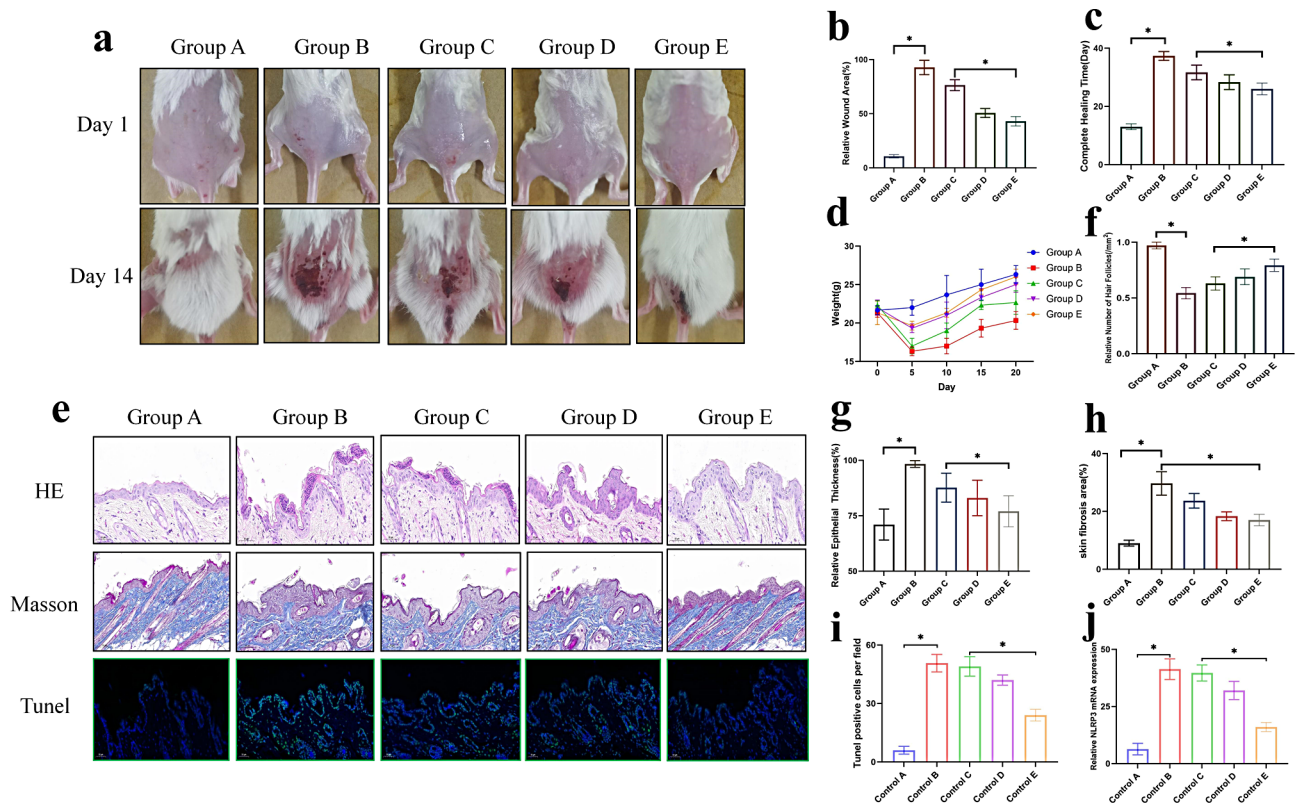 a
Group A
Group B
Group C
Group D
Group E
Day 1
Day 14
b
Relative Wound Area(%)
100
50
0
*
*
Group A
Group B
Group C
Group D
Group E
c
Complete Healing Time(Day)
40
20
0
*
*
Group A
Group B
Group C
Group D
Group E
d
Weight(g)
30
25
20
15
0
5
10
15
20
Day
Group A
Group B
Group C
Group D
Group E
f
Relative Number of Hair Follicles(/mm²)
1.0
0.5
0.0
*
*
Group A
Group B
Group C
Group D
Group E
e
Group A
Group B
Group C
Group D
Group E
HE
Masson
Tunel
g
Relative Epithelial Thickness(%)
100
75
50
*
*
Group A
Group B
Group C
Group D
Group E
h
skin fibrosis area(%)
40
30
20
10
0
*
*
Group A
Group B
Group C
Group D
Group E
i
Tunel positive cells per field
60
30
0
*
*
Control A
Control B
Control C
Control D
Control E
j
Relative NLRP3 mRNA expression
50
25
0
*
*
Control A
Control B
Control C
Control D
Control E